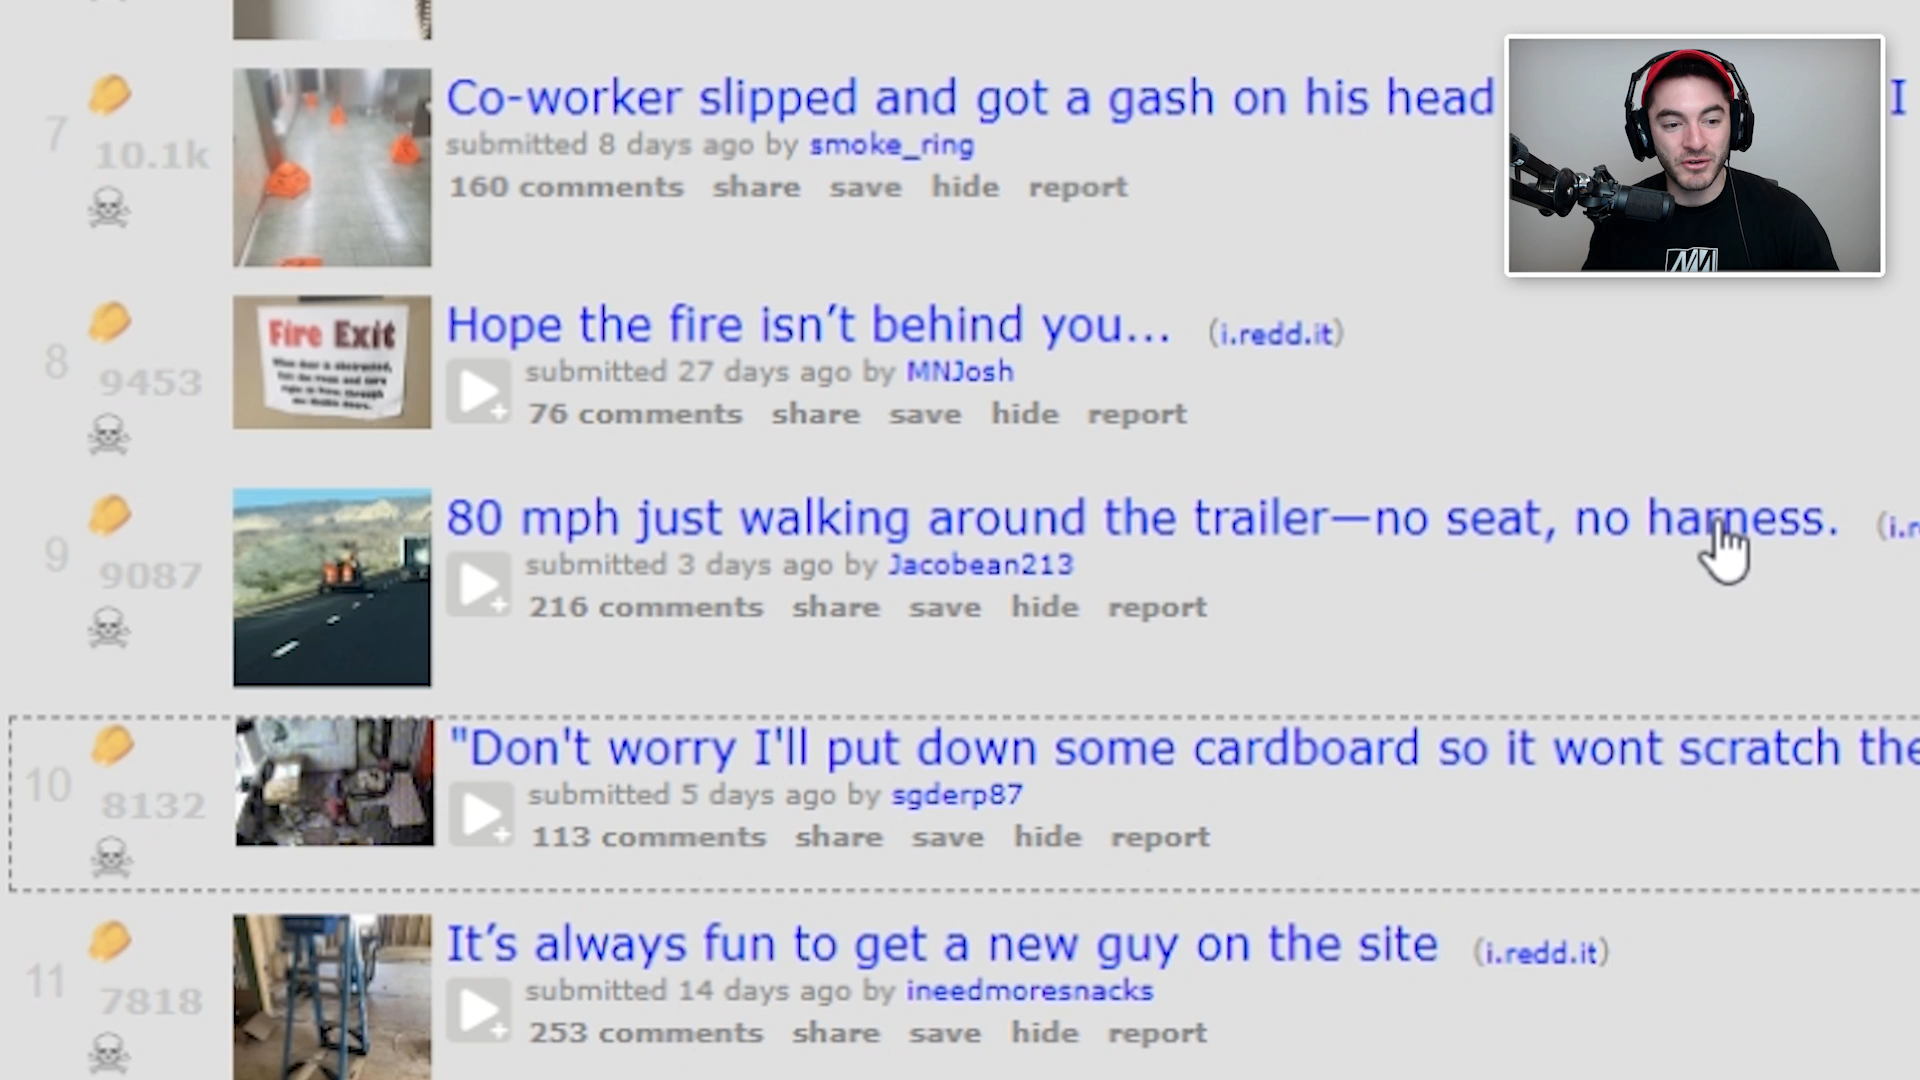 7
10.1k
Co-worker slipped and got a gash on his head
I
submitted 8 days ago by smoke_ring
160 comments share save hide report
8
9453
Fire Exit
Hope the fire isn’t behind you... (i.redd.it)
submitted 27 days ago by MNJosh
76 comments share save hide report
9
9087
80 mph just walking around the trailer—no seat, no harness. (i.r
submitted 3 days ago by Jacobean213
216 comments share save hide report
10
8132
"Don't worry I'll put down some cardboard so it wont scratch the
submitted 5 days ago by sgderp87
113 comments share save hide report
11
7818
It’s always fun to get a new guy on the site (i.redd.it)
submitted 14 days ago by ineedmoresnacks
253 comments share save hide report